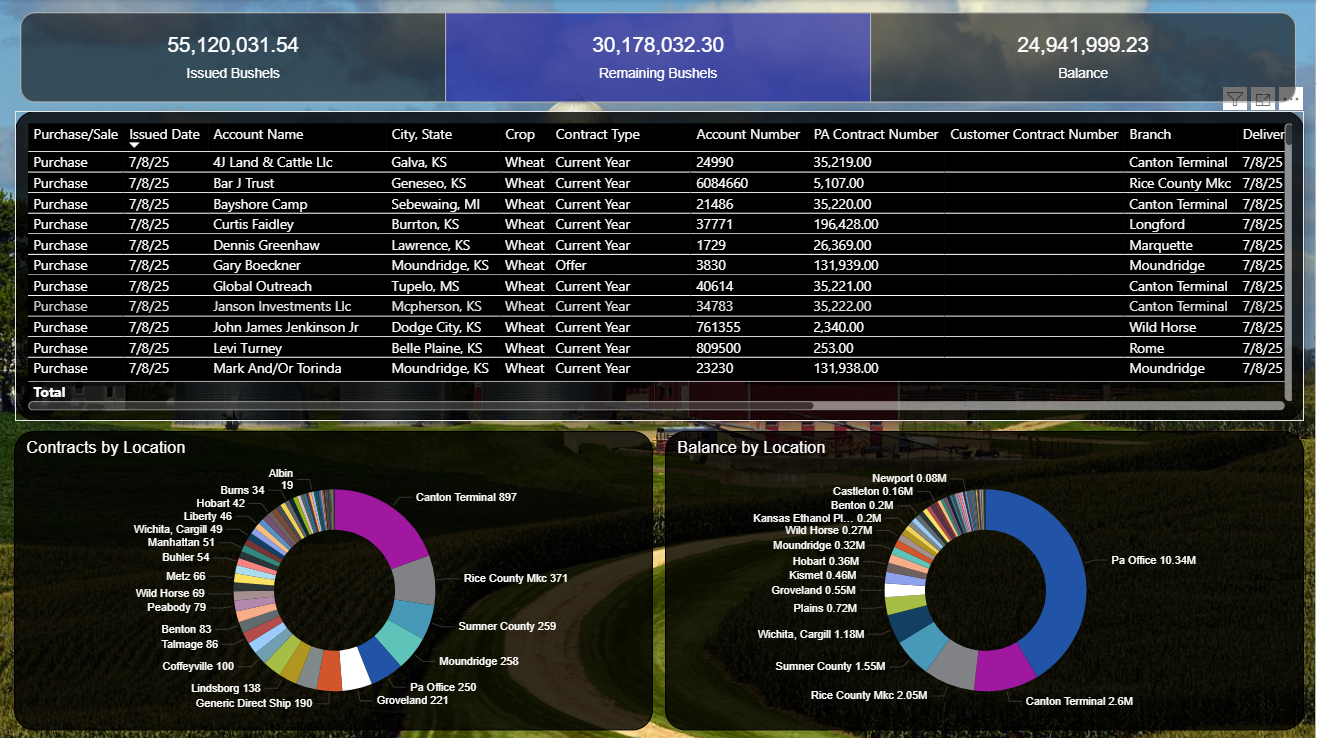 55,120,031.54 30,178,032.30 24,941,999.23
Issued Bushels Remaining Bushels Balance
Purchase/Sale Issued Date Account Name City, State Crop Contract Type Account Number PA Contract Number Customer Contract Number Branch Deliver
Purchase 7/8/25 4J Land & Cattle Llc Galva, KS Wheat Current Year 24990 35,219.00 Canton Terminal 7/8/25
Purchase 7/8/25 Bar J Trust Geneseo, KS Wheat Current Year 6084660 5,107.00 Rice County Mkc 7/8/25
Purchase 7/8/25 Bayshore Camp Sebewaing, MI Wheat Current Year 21486 35,220.00 Canton Terminal 7/8/25
Purchase 7/8/25 Curtis Faidley Burrton, KS Wheat Current Year 37771 196,428.00 Longford 7/8/25
Purchase 7/8/25 Dennis Greenhaw Lawrence, KS Wheat Current Year 1729 26,369.00 Marquette 7/8/25
Purchase 7/8/25 Gary Boeckner Moundridge, KS Wheat Offer 3830 131,939.00 Moundridge 7/8/25
Purchase 7/8/25 Global Outreach Tupelo, MS Wheat Current Year 40614 35,221.00 Canton Terminal 7/8/25
Purchase 7/8/25 Janson Investments Llc Mcpherson, KS Wheat Current Year 34783 35,222.00 Canton Terminal 7/8/25
Purchase 7/8/25 John James Jenkinson Jr Dodge City, KS Wheat Current Year 761355 2,340.00 Wild Horse 7/8/25
Purchase 7/8/25 Levi Turney Belle Plaine, KS Wheat Current Year 809500 253.00 Rome 7/8/25
Purchase 7/8/25 Mark And/Or Torinda Moundridge, KS Wheat Current Year 23230 131,938.00 Moundridge 7/8/25
Total
Contracts by Location
Albin
19
Burns 34
Hobart 42
Liberty 46
Wichita, Cargill 49
Manhattan 51
Buhler 54
Metz 66
Wild Horse 69
Peabody 79
Benton 83
Talmage 86
Coffeyville 100
Lindsborg 138
Generic Direct Ship 190
Canton Terminal 897
Rice County Mkc 371
Sumner County 259
Moundridge 258
Pa Office 250
Groveland 221
Balance by Location
Newport 0.08M
Castleton 0.16M
Benton 0.2M
Kansas Ethanol Pl... 0.2M
Wild Horse 0.27M
Moundridge 0.32M
Hobart 0.36M
Kismet 0.46M
Groveland 0.55M
Plains 0.72M
Wichita, Cargill 1.18M
Sumner County 1.55M
Rice County Mkc 2.05M
Pa Office 10.34M
Canton Terminal 2.6M